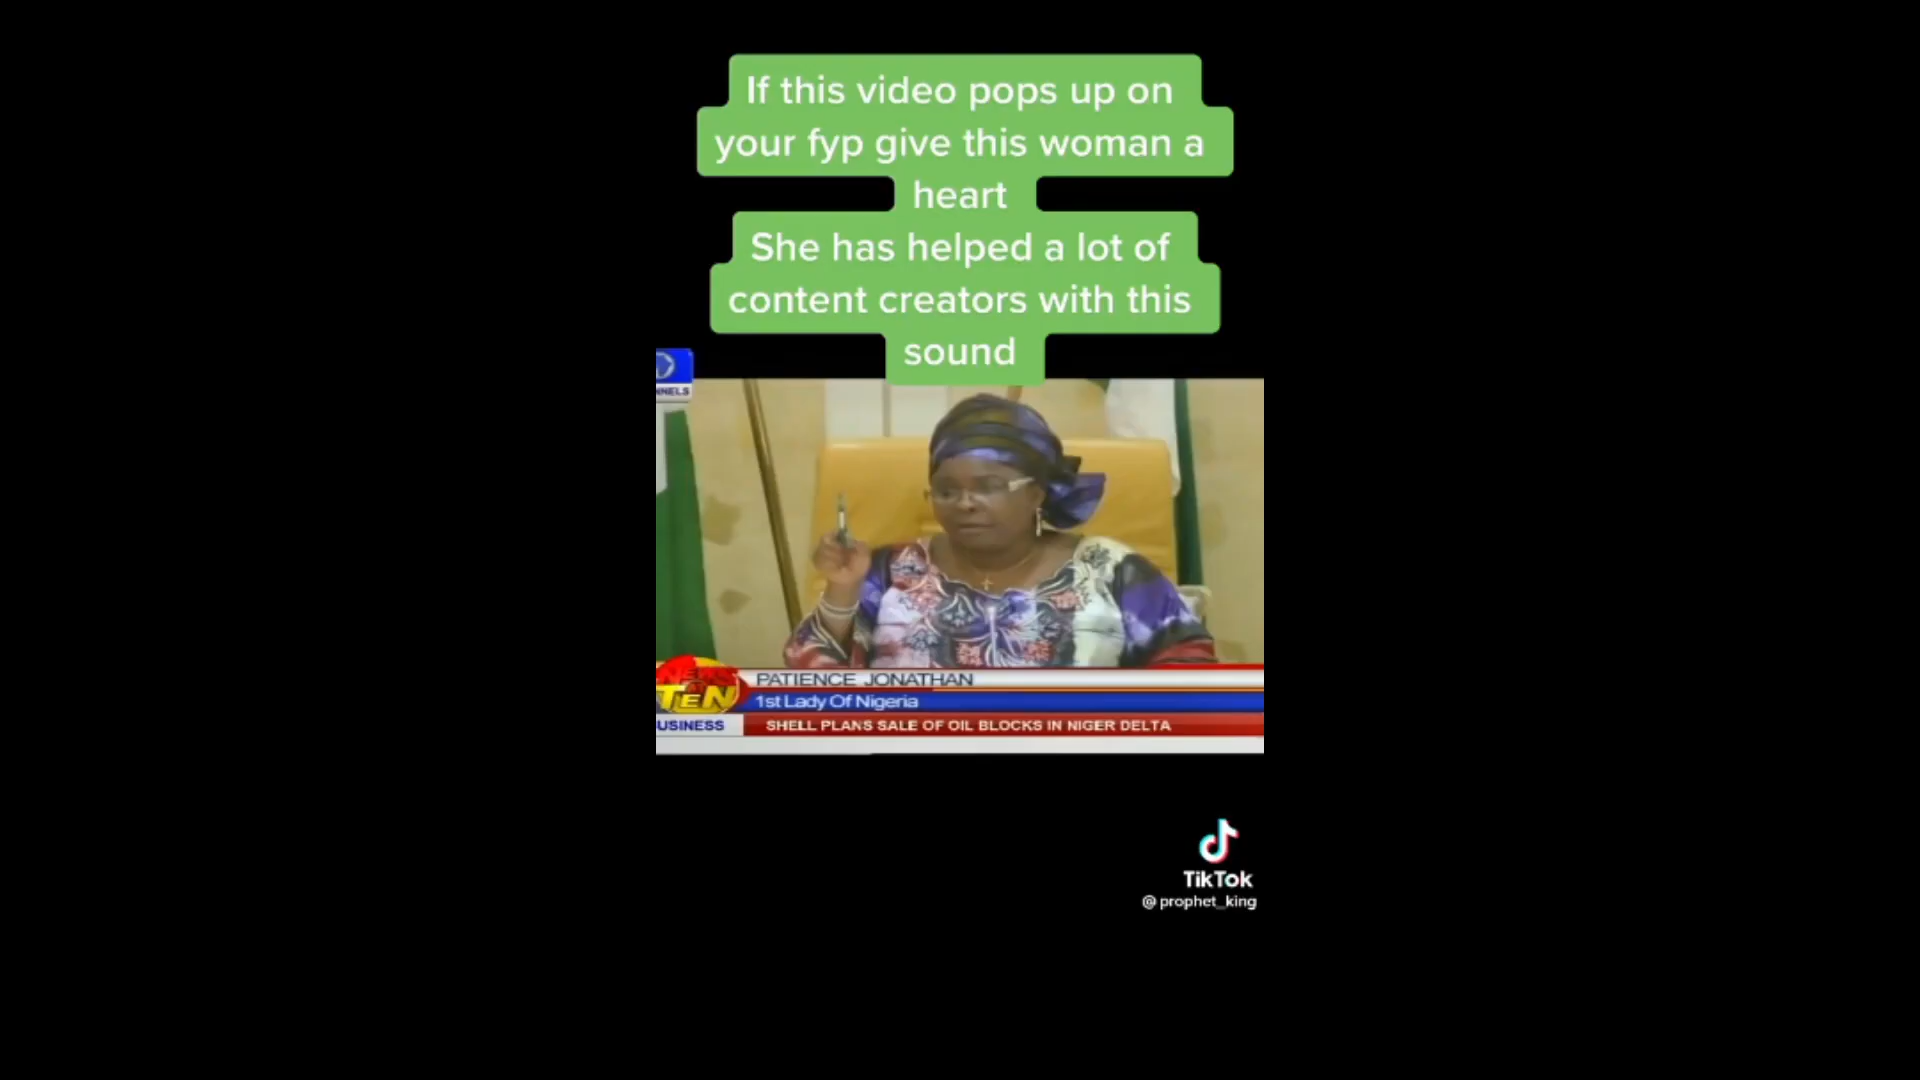 If this video pops up on
your fyp give this woman a
heart
She has helped a lot of
content creators with this
sound
NNELS
NEWS
TEN
PATIENCE JONATHAN
1st Lady Of Nigeria
USINESS
SHELL PLANS SALE OF OIL BLOCKS IN NIGER DELTA
TikTok
@prophet_king